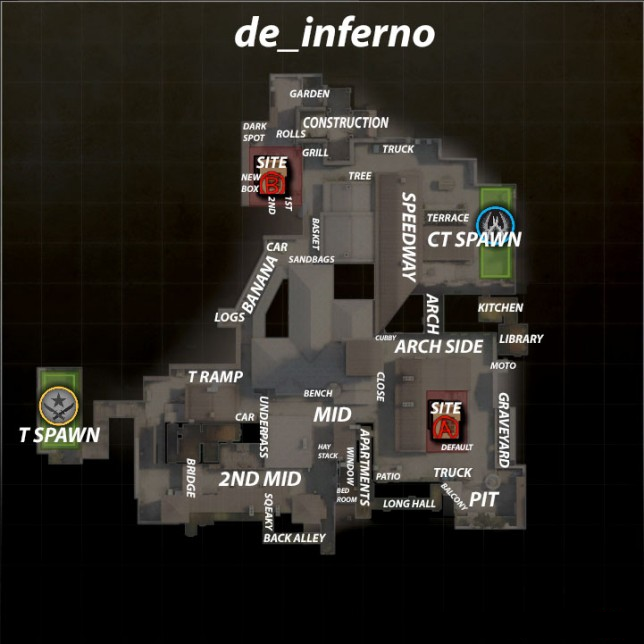 de_inferno
GARDEN
CONSTRUCTION
DARK
SPOT
ROLLS
GRILL
TRUCK
SITE
B
NEW
BOX
2ND
1ST
TREE
SPEEDWAY
TERRACE
CT SPAWN
BASKET
CAR
SANDBAGS
BANANA
LOGS
ARCH
KITCHEN
CUBBY
ARCH SIDE
LIBRARY
MOTO
T RAMP
CLOSE
BENCH
MID
CAR
UNDERPASS
SITE
A
DEFAULT
GRAVEYARD
T SPAWN
HAY
STACK
WINDOW
APARTMENTS
BRIDGE
2ND MID
PATIO
TRUCK
BED
ROOM
LONG HALL
BALCONY
PIT
SQEAKY
BACK ALLEY